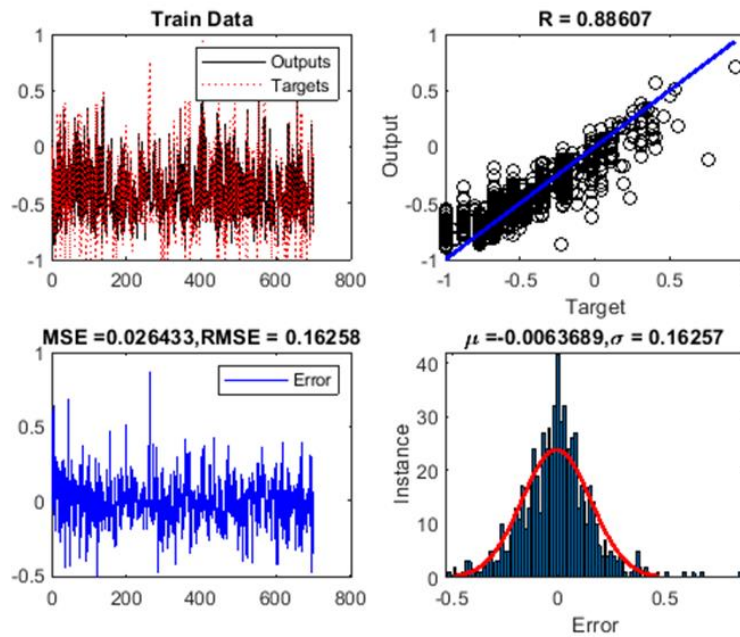 Train Data
1
0.5
0
-0.5
-1
0 200 400 600 800
Outputs
Targets
R = 0.88607
Output
1
0.5
0
-0.5
-1
-1 -0.5 0 0.5
Target
MSE =0.026433,RMSE = 0.16258
1
0.5
0
-0.5
0 200 400 600 800
Error
μ =-0.0063689,σ = 0.16257
Instance
40
30
20
10
0
-0.5 0 0.5
Error